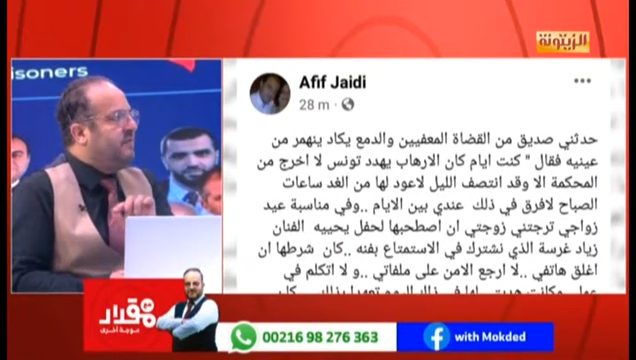 الزيتونة
isoners
Afif Jaidi
28 m
حدثني صديق من القضاة المعفيين والدمع يكاد ينهمر من
عينيه فقال " كنت ايام كان الارهاب يهدد تونس لا اخرج من
المحكمة الا وقد انتصف الليل لاعود لها من الغد ساعات
الصباح لافرق في ذلك عندي بين الايام ..وفي مناسبة عيد
زواجي ترجتني زوجتي ان اصطحبها لحفل يحييه الفنان
زياد غرسة الذي نشترك في الاستمتاع بفنه ..كان شرطها ان
اغلق هاتفي ..لا ارجع الامن على ملفاتي ..و لا اتكلم في
مقداد
موجة أخرى
00216 98 276 363
with Mokded